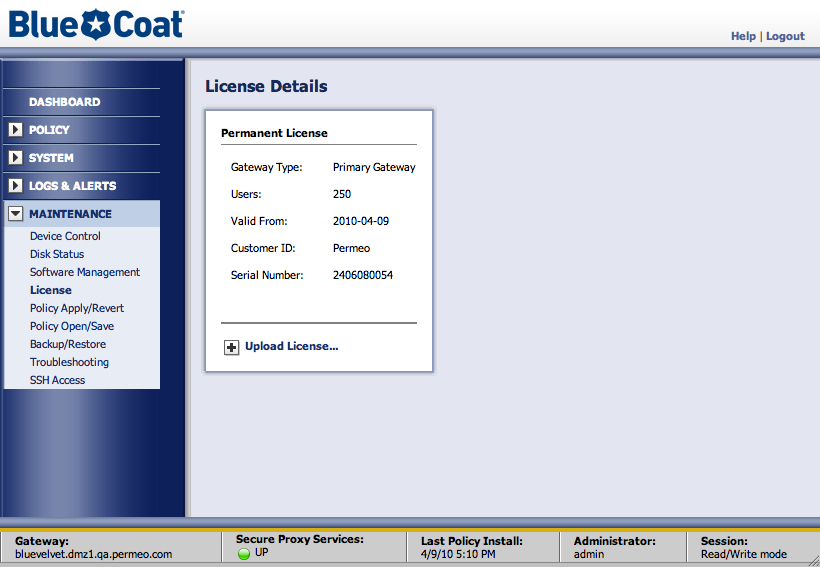 Blue Coat
Help | Logout
DASHBOARD
POLICY
SYSTEM
LOGS & ALERTS
MAINTENANCE
Device Control
Disk Status
Software Management
License
Policy Apply/Revert
Policy Open/Save
Backup/Restore
Troubleshooting
SSH Access
License Details
Permanent License
Gateway Type: Primary Gateway
Users: 250
Valid From: 2010-04-09
Customer ID: Permeo
Serial Number: 2406080054
Upload License...
Gateway:
bluevelvet.dmz1.qa.permeo.com
Secure Proxy Services:
UP
Last Policy Install:
4/9/10 5:10 PM
Administrator:
admin
Session:
Read/Write mode